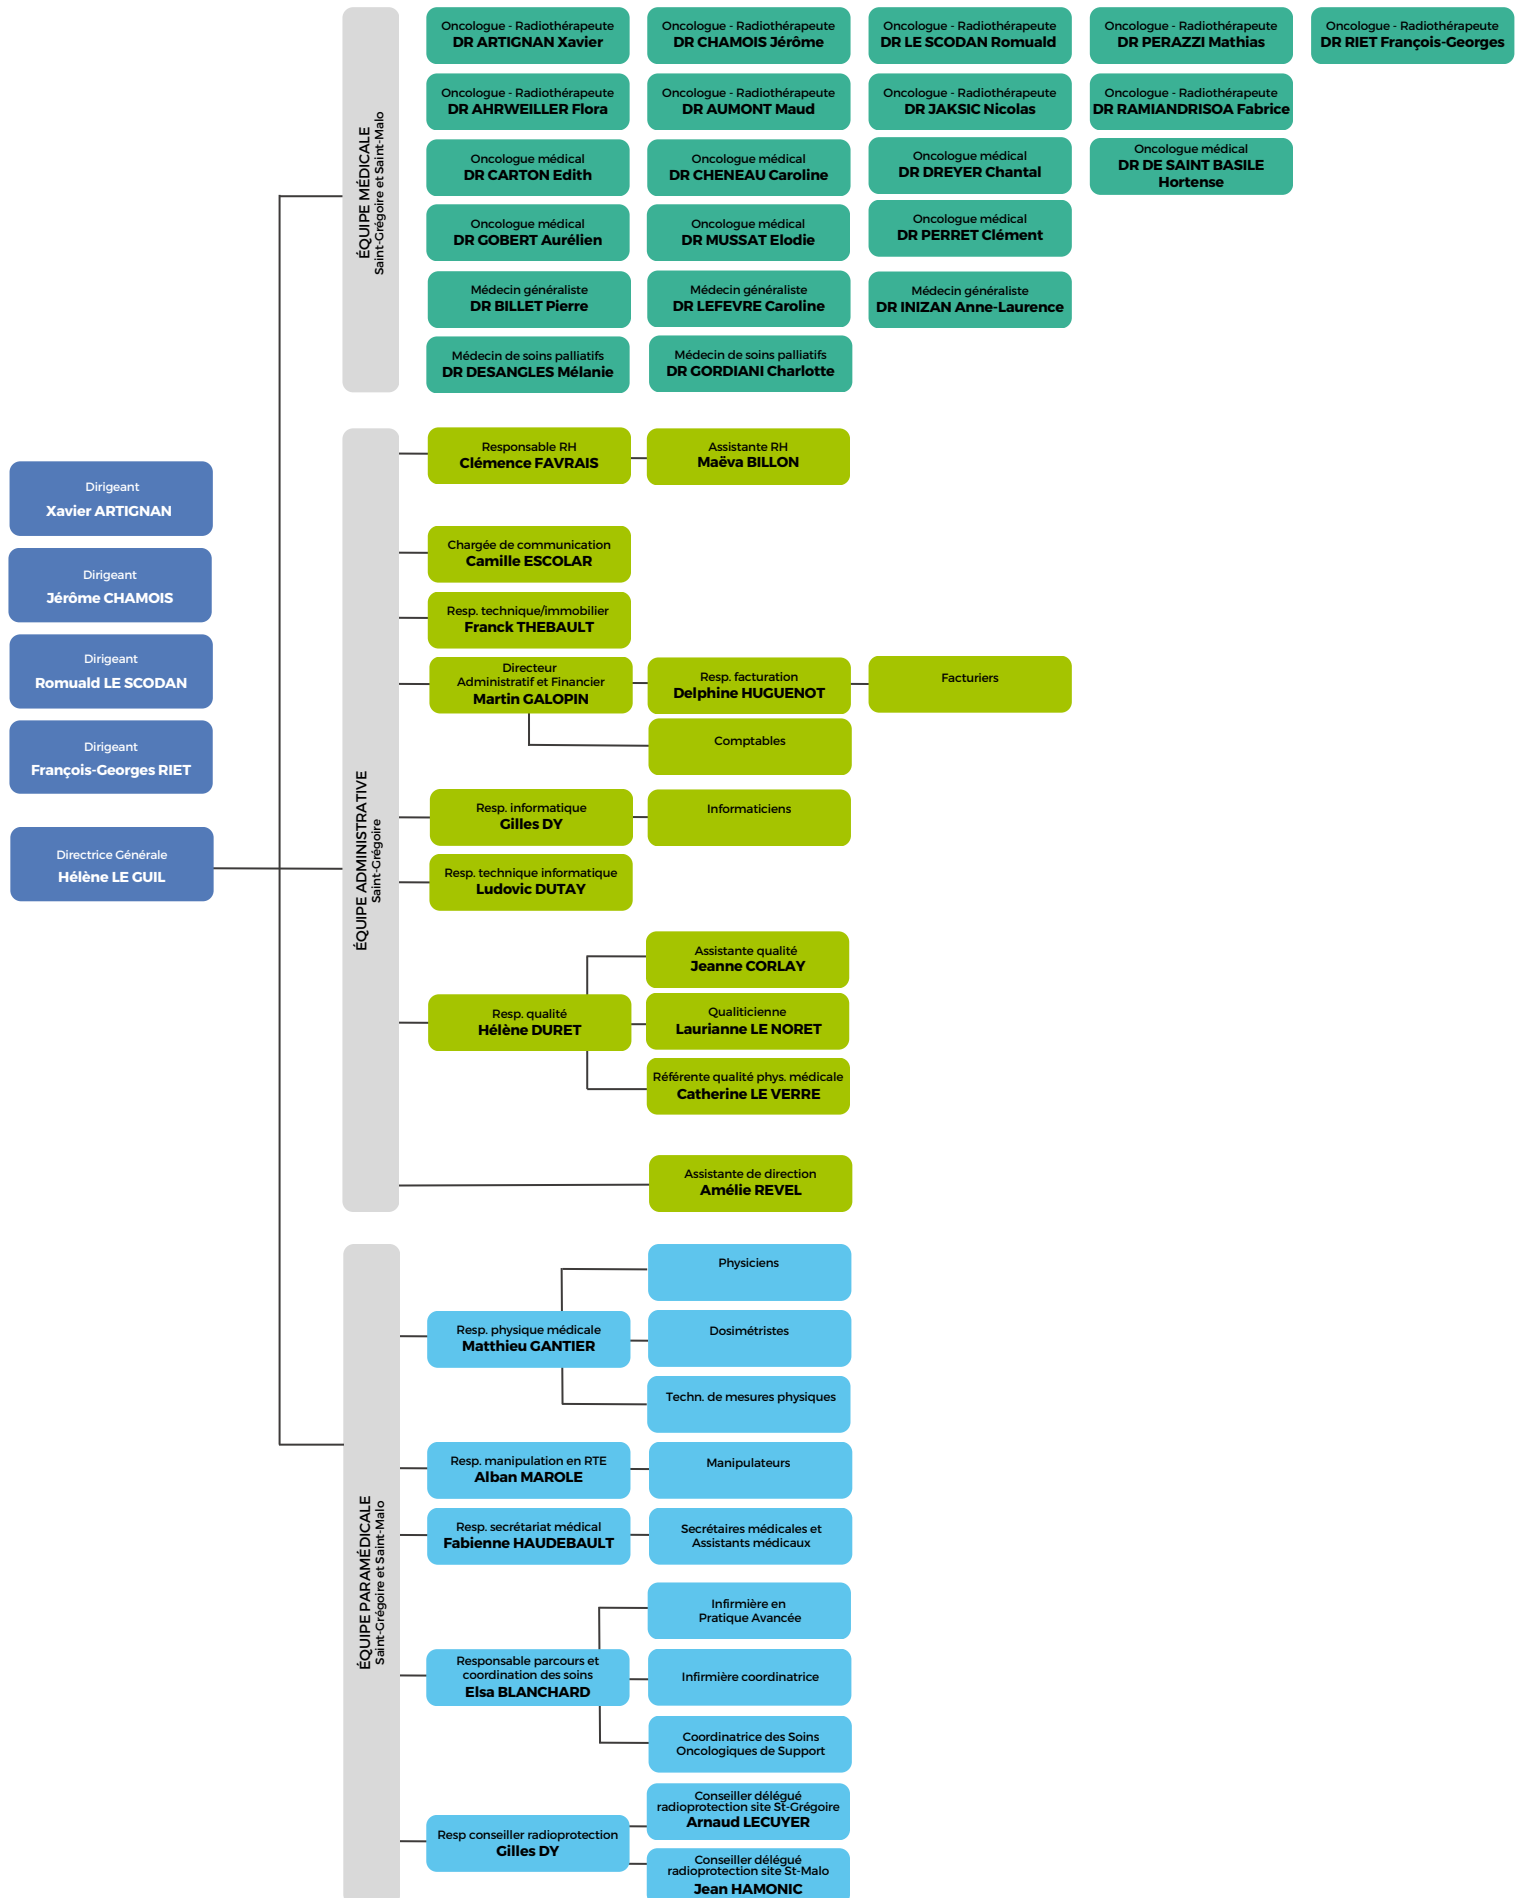 Oncologue - Radiothérapeute
DR ARTIGNAN Xavier
Oncologue - Radiothérapeute
DR CHAMOIS Jérôme
Oncologue - Radiothérapeute
DR LE SCODAN Romuald
Oncologue - Radiothérapeute
DR PERAZZI Mathias
Oncologue - Radiothérapeute
DR RIET François-Georges
Oncologue - Radiothérapeute
DR AHRWEILLER Flora
Oncologue - Radiothérapeute
DR AUMONT Maud
Oncologue - Radiothérapeute
DR JAKSIC Nicolas
Oncologue - Radiothérapeute
DR RAMIANDRISOA Fabrice
Oncologue médical
DR CARTON Edith
Oncologue médical
DR CHENEAU Caroline
Oncologue médical
DR DREYER Chantal
Oncologue médical
DR DE SAINT BASILE
Hortense
Oncologue médical
DR GOBERT Aurélien
Oncologue médical
DR MUSSAT Elodie
Oncologue médical
DR PERRET Clément
Médecin généraliste
DR BILLET Pierre
Médecin généraliste
DR LEFEVRE Caroline
Médecin généraliste
DR INIZAN Anne-Laurence
Médecin de soins palliatifs
DR DESANGLES Mélanie
Médecin de soins palliatifs
DR GORDIANI Charlotte
ÉQUIPE MÉDICALE
Saint-Grégoire et Saint-Malo
Dirigeant
Xavier ARTIGNAN
Dirigeant
Jérôme CHAMOIS
Dirigeant
Romuald LE SCODAN
Dirigeant
François-Georges RIET
Directrice Générale
Hélène LE GUIL
ÉQUIPE ADMINISTRATIVE
Saint-Grégoire
Responsable RH
Clémence FAVRAIS
Assistante RH
Maëva BILLON
Chargée de communication
Camille ESCOLAR
Resp. technique/immobilier
Franck THEBAULT
Directeur
Administratif et Financier
Martin GALOPIN
Resp. facturation
Delphine HUGUENOT
Facturiers
Comptables
Resp. informatique
Gilles DY
Informaticiens
Resp. technique informatique
Ludovic DUTAY
Assistante qualité
Jeanne CORLAY
Resp. qualité
Hélène DURET
Qualiticienne
Laurianne LE NORET
Référente qualité phys. médicale
Catherine LE VERRE
Assistante de direction
Amélie REVEL
ÉQUIPE PARAMÉDICALE
Saint-Grégoire et Saint-Malo
Physiciens
Resp. physique médicale
Matthieu GANTIER
Dosimétristes
Techn. de mesures physiques
Resp. manipulation en RTE
Alban MAROLE
Manipulateurs
Resp. secrétariat médical
Fabienne HAUDEBAULT
Secrétaires médicales et
Assistants médicaux
Infirmière en
Pratique Avancée
Responsable parcours et
coordination des soins
Elsa BLANCHARD
Infirmière coordinatrice
Coordinatrice des Soins
Oncologiques de Support
Resp conseiller radioprotection
Gilles DY
Conseiller délégué
radioprotection site St-Grégoire
Arnaud LECUYER
Conseiller délégué
radioprotection site St-Malo
Jean HAMONIC